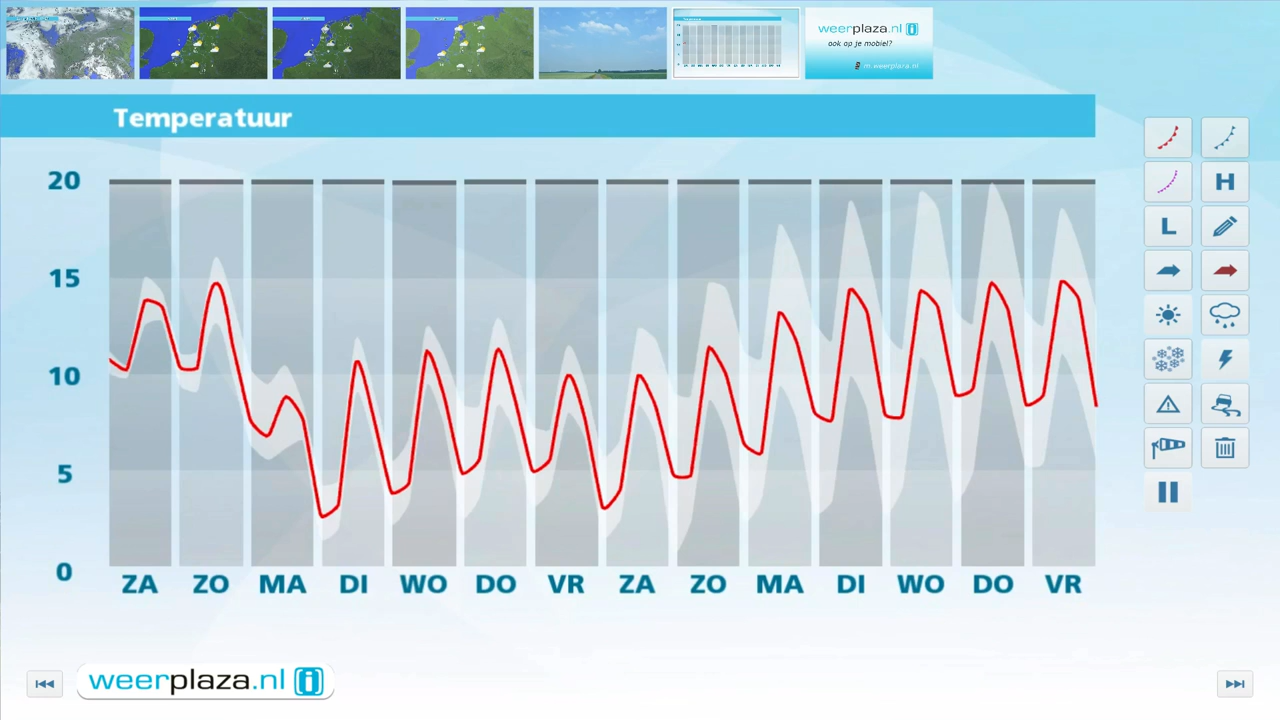 weerplaza.nl
ook op je mobiel?
m.weerplaza.nl
Temperatuur
20
15
10
5
0
ZA ZO MA DI WO DO VR ZA ZO MA DI WO DO VR
H
L
weerplaza.nl